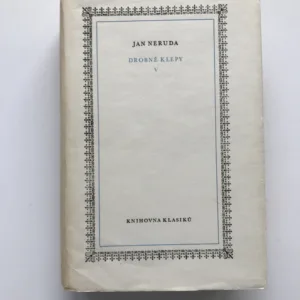 JAN NERUDA
DROBNÉ KLEPY
V
KNIHOVNA KLASIKŮ